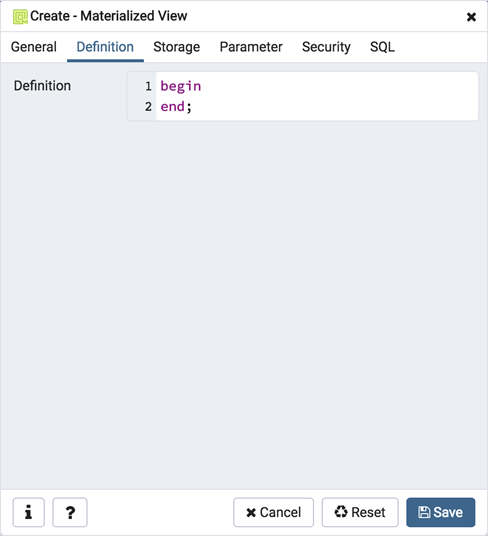 Create - Materialized View
General Definition Storage Parameter Security SQL
Definition
1 begin
2 end;
i ? Cancel Reset Save